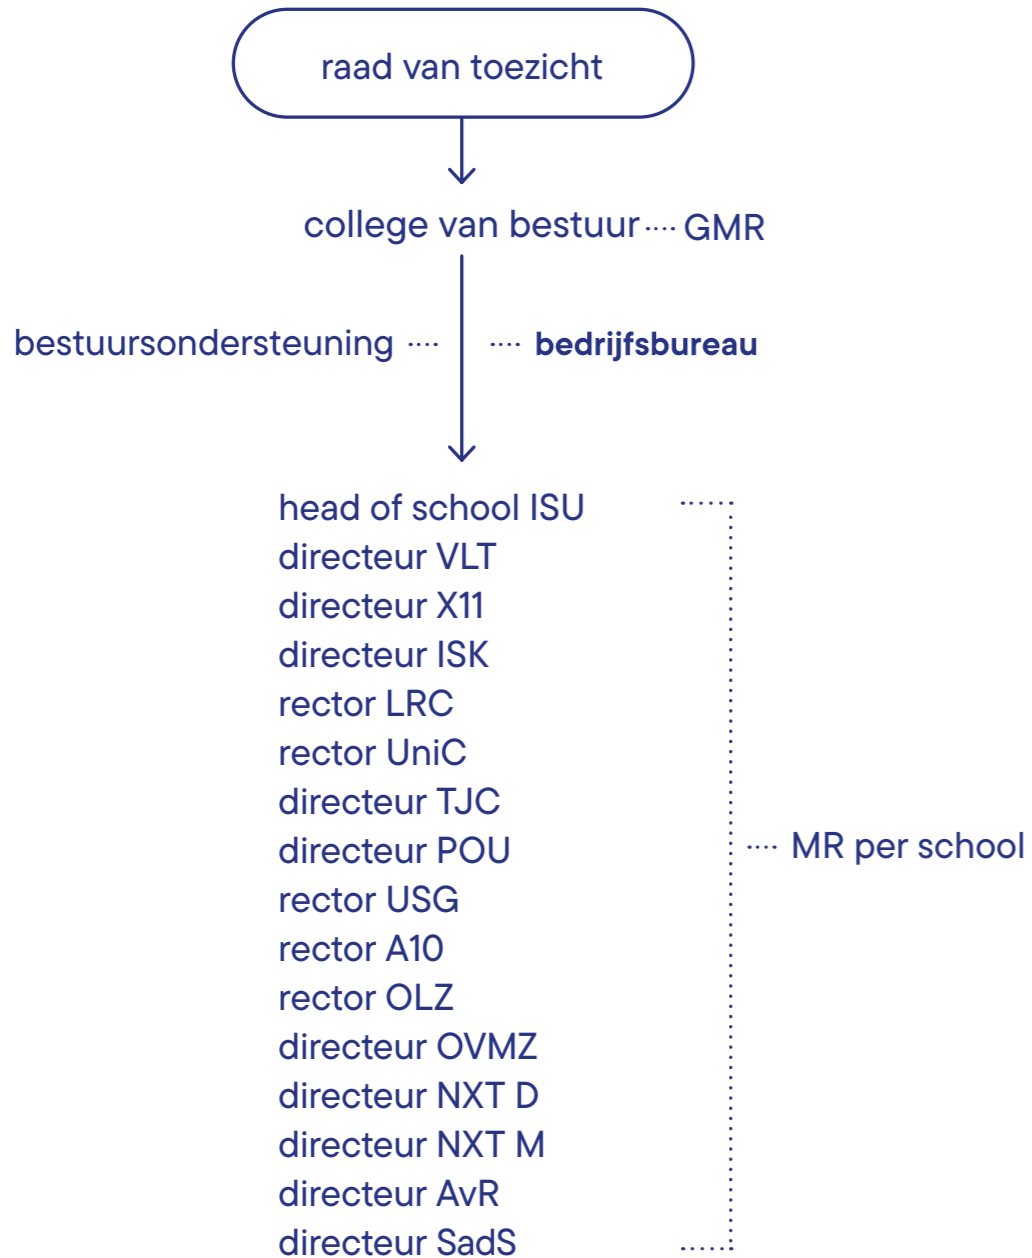 raad van toezicht
college van bestuur
GMR
bestuursondersteuning
bedrijfsbureau
head of school ISU
directeur VLT
directeur X11
directeur ISK
rector LRC
rector UniC
directeur TJC
directeur POU
rector USG
rector A10
rector OLZ
directeur OVMZ
directeur NXT D
directeur NXT M
directeur AvR
directeur SadS
MR per school